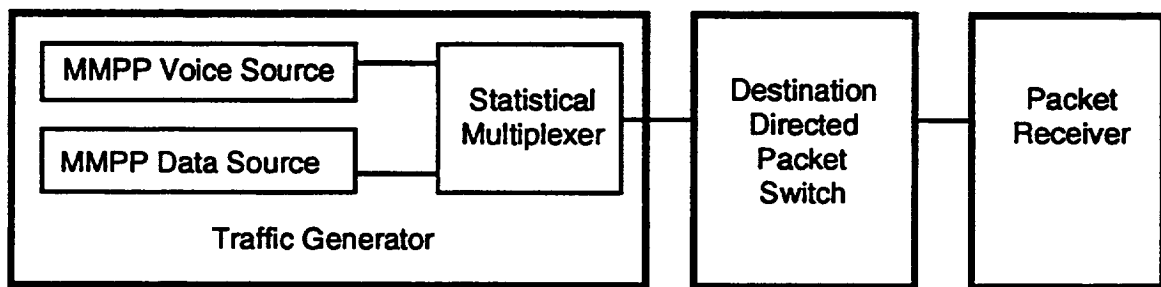 MMPP Voice Source
MMPP Data Source
Statistical
Multiplexer
Traffic Generator
Destination
Directed
Packet
Switch
Packet
Receiver